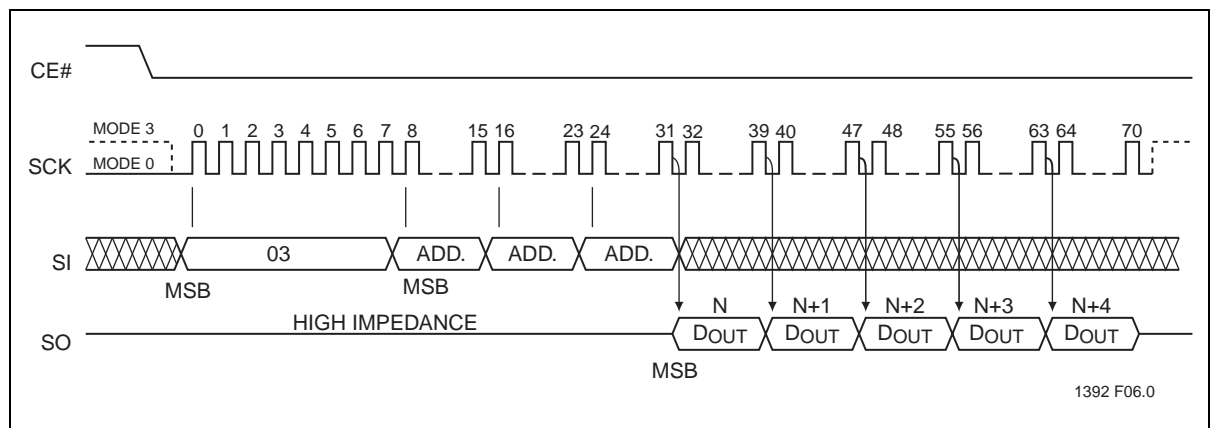 CE#
MODE 3 0 1 2 3 4 5 6 7 8 15 16 23 24 31 32 39 40 47 48 55 56 63 64 70
SCK MODE 0
SI 03 ADD. ADD. ADD.
MSB MSB
HIGH IMPEDANCE N N+1 N+2 N+3 N+4
SO DOUT DOUT DOUT DOUT DOUT
MSB
1392 F06.0